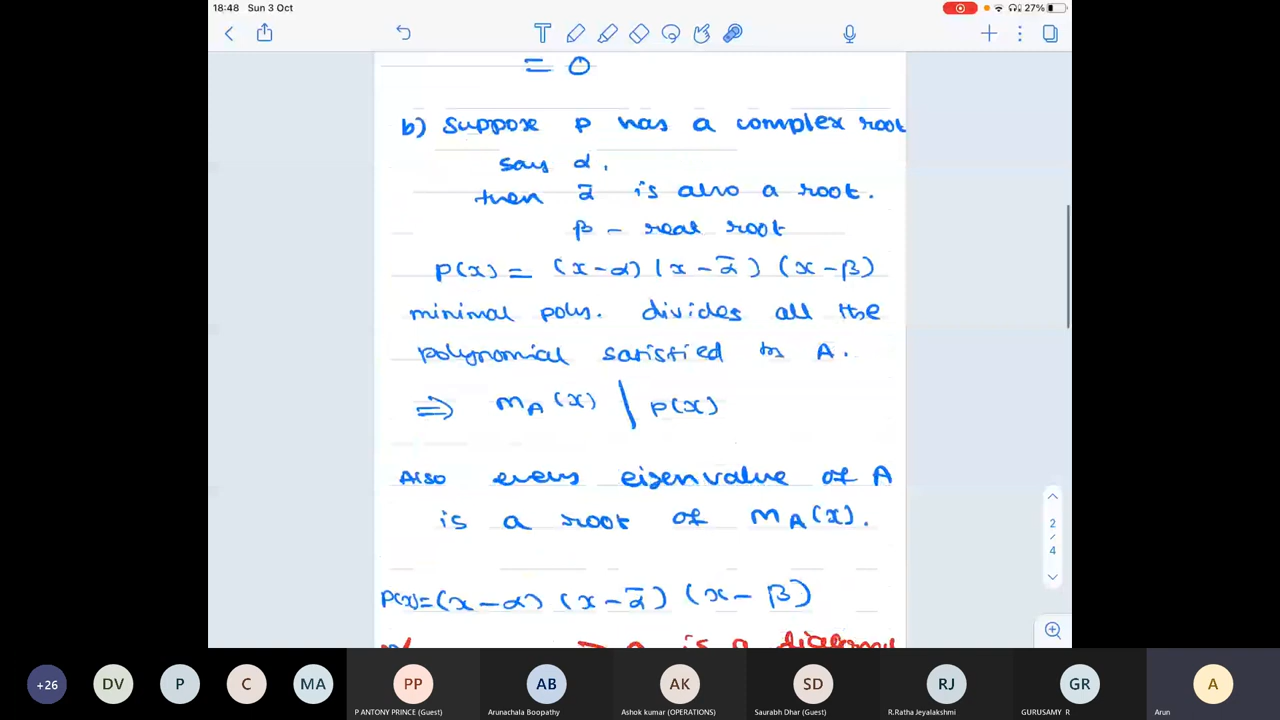 18:48 Sun 3 Oct
27%
= 0
b) Suppose p has a complex root
say α.
then ᾱ is also a root.
β - real root
p(x) = (x-α) (x-ᾱ) (x-β)
minimal poly. divides all the
polynomial satisfied by A.
⇒ m_A(x) | p(x)
Also every eigenvalue of A
is a root of m_A(x).
P(x)=(x-α) (x-ᾱ) (x-β)
is a
2
/
4
+26
DV
P
C
MA
PP
AB
AK
SD
RJ
GR
A
P ANTONY PRINCE (Guest)
Arunachala Boopathy
Ashok kumar (OPERATIONS)
Saurabh Dhar (Guest)
R.Ratha Jeyalakshmi
GURUSAMY R
Arun